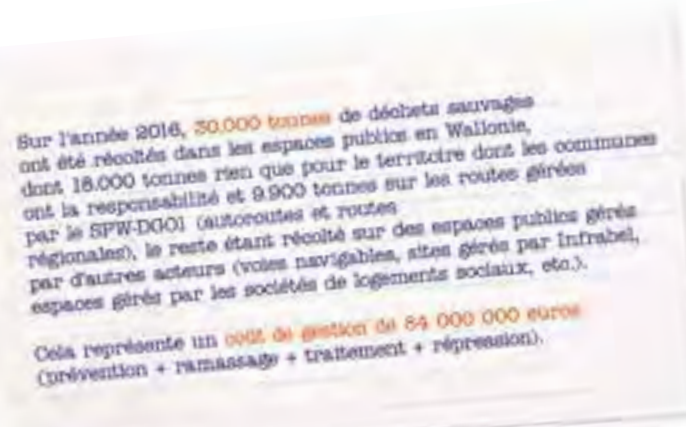 Sur l'année 2016, 30.000 tonnes de déchets sauvages
ont été récoltés dans les espaces publics en Wallonie,
dont 18.000 tonnes rien que pour le territoire dont les communes
ont la responsabilité et 9.900 tonnes sur les routes gérées
par le SPW-DGO1 (autoroutes et routes
régionales), le reste étant récolté sur des espaces publics gérés
par d'autres acteurs (voies navigables, sites gérés par Infrabel,
espaces gérés par les sociétés de logements sociaux, etc.).
Cela représente un coût de gestion de 84 000 000 euros
(prévention + ramassage + traitement + répression).